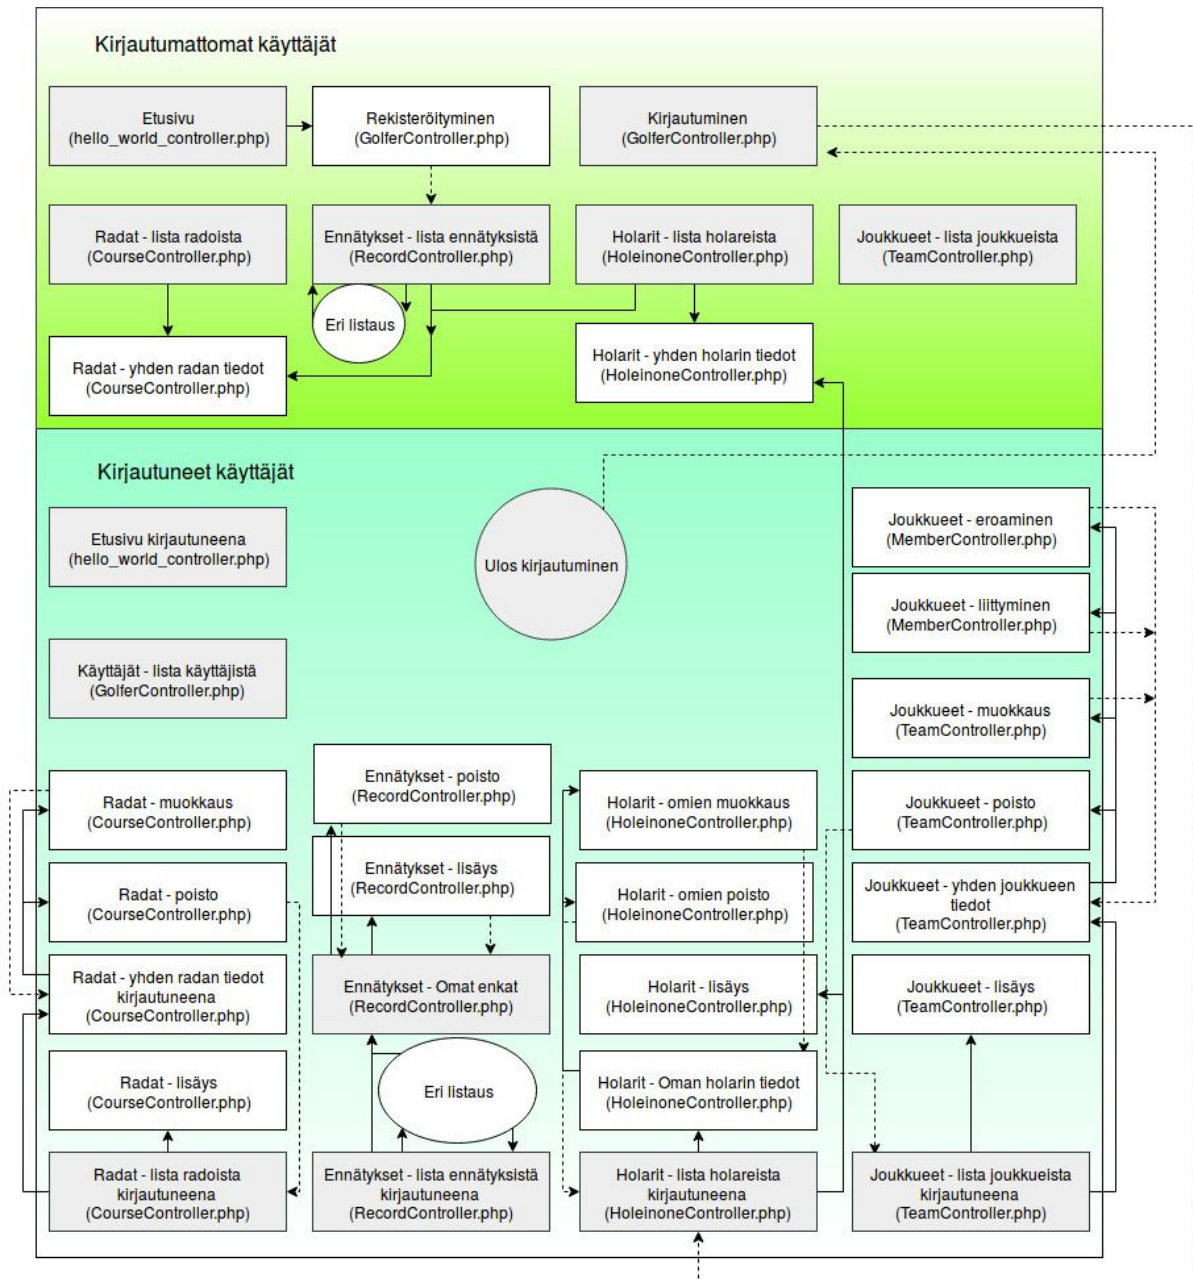 Kirjautumattomat käyttäjät
Etusivu
(hello_world_controller.php)
Rekisteröityminen
(GolferController.php)
Kirjautuminen
(GolferController.php)
Radat - lista radoista
(CourseController.php)
Ennätykset - lista ennätyksistä
(RecordController.php)
Holarit - lista holareista
(HoleinoneController.php)
Joukkueet - lista joukkueista
(TeamController.php)
Eri listaus
Radat - yhden radan tiedot
(CourseController.php)
Holarit - yhden holarin tiedot
(HoleinoneController.php)
Kirjautuneet käyttäjät
Etusivu kirjautuneena
(hello_world_controller.php)
Ulos kirjautuminen
Joukkueet - eroaminen
(MemberController.php)
Joukkueet - liittyminen
(MemberController.php)
Käyttäjät - lista käyttäjistä
(GolferController.php)
Joukkueet - muokkaus
(TeamController.php)
Radat - muokkaus
(CourseController.php)
Ennätykset - poisto
(RecordController.php)
Holarit - omien muokkaus
(HoleinoneController.php)
Joukkueet - poisto
(TeamController.php)
Radat - poisto
(CourseController.php)
Ennätykset - lisäys
(RecordController.php)
Holarit - omien poisto
(HoleinoneController.php)
Joukkueet - yhden joukkueen
tiedot
(TeamController.php)
Radat - yhden radan tiedot
kirjautuneena
(CourseController.php)
Ennätykset - Omat enkat
(RecordController.php)
Holarit - lisäys
(HoleinoneController.php)
Joukkueet - lisäys
(TeamController.php)
Radat - lisäys
(CourseController.php)
Eri listaus
Holarit - Oman holarin tiedot
(HoleinoneController.php)
Radat - lista radoista
kirjautuneena
(CourseController.php)
Ennätykset - lista ennätyksistä
kirjautuneena
(RecordController.php)
Holarit - lista holareista
kirjautuneena
(HoleinoneController.php)
Joukkueet - lista joukkueista
kirjautuneena
(TeamController.php)